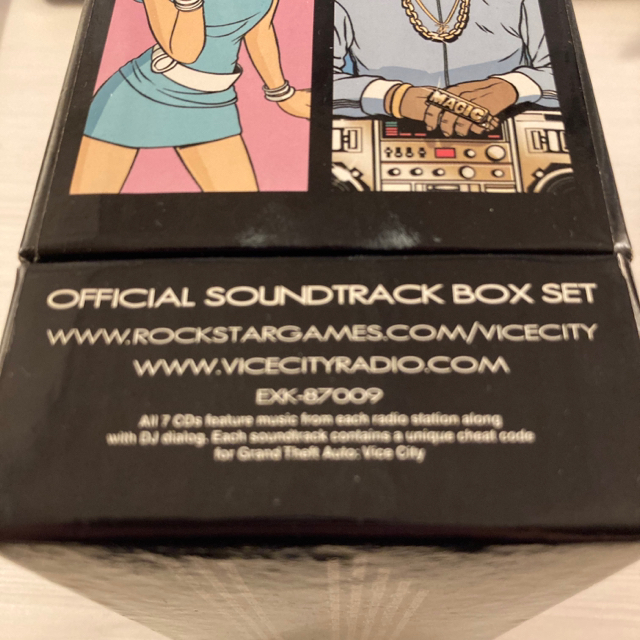 MAGIC
OFFICIAL SOUNDTRACK BOX SET
WWW.ROCKSTARGAMES.COM/VICECITY
WWW.VICECITYRADIO.COM
EXK-87009
All 7 CDs feature music from each radio station along
with DJ dialog. Each soundtrack contains a unique cheat code
for Grand Theft Auto: Vice City